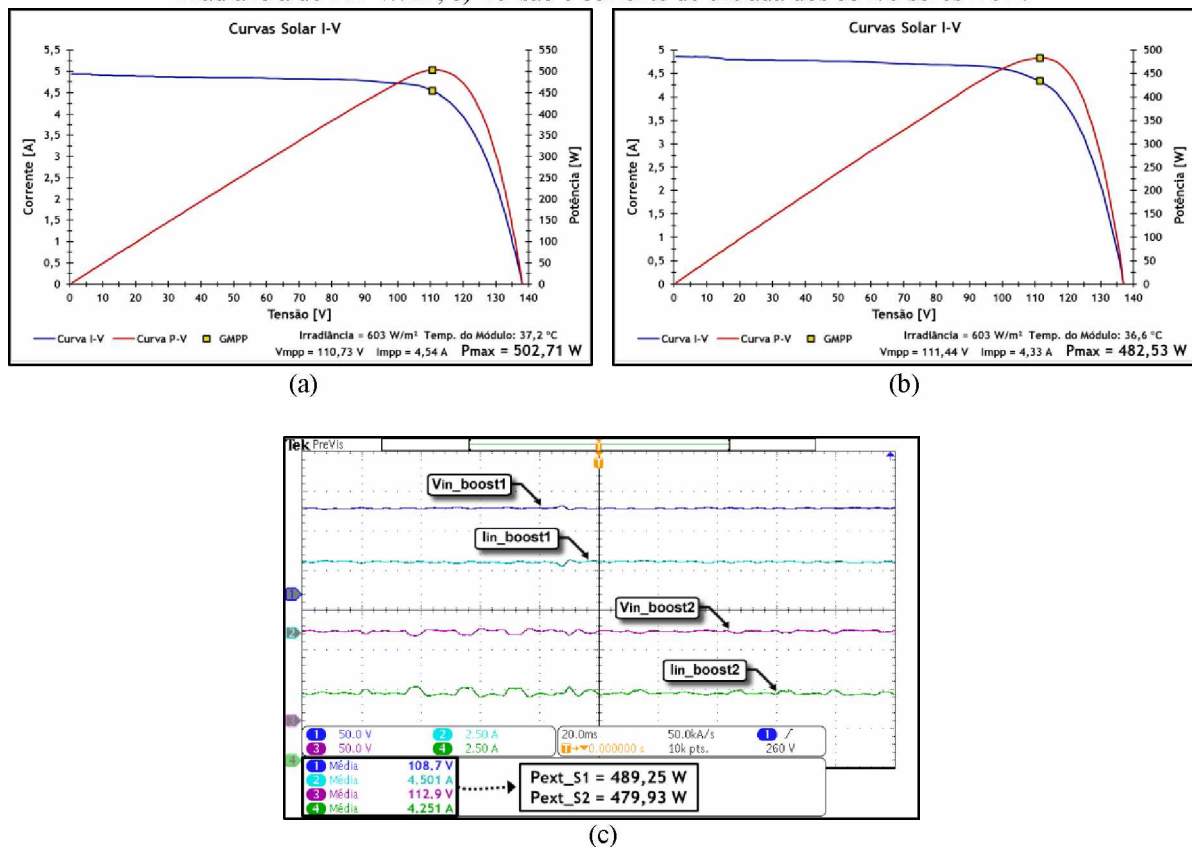 Curvas Solar I-V
5,5
5
4,5
4
3,5
3
2,5
2
1,5
1
0,5
0
Corrente [A]
550
500
450
400
350
300
250
200
150
100
50
0
Potência [W]
0 10 20 30 40 50 60 70 80 90 100 110 120 130 140
Tensão [V]
Curva I-V Curva P-V GMPP
Irradiância = 603 W/m² Temp. do Módulo: 37,2 °C
Vmpp = 110,73 V Impp = 4,54 A Pmax = 502,71 W
(a)
Curvas Solar I-V
5
4,5
4
3,5
3
2,5
2
1,5
1
0,5
0
Corrente [A]
500
450
400
350
300
250
200
150
100
50
0
Potência [W]
0 10 20 30 40 50 60 70 80 90 100 110 120 130 140
Tensão [V]
Curva I-V Curva P-V GMPP
Irradiância = 603 W/m² Temp. do Módulo: 36,6 °C
Vmpp = 111,44 V Impp = 4,33 A Pmax = 482,53 W
(b)
Tek PreVis
T
T
Vin_boost1
Iin_boost1
1
Vin_boost2
2
Iin_boost2
3
4
1 50.0 V 2 2.50 A
3 50.0 V 4 2.50 A
20.0ms 50.0kA/s 1
T 0.000000 s 10k pts. 260 V
1 Média 108.7 V
2 Média 4.501 A
3 Média 112.9 V
4 Média 4.251 A
Pext_S1 = 489,25 W
Pext_S2 = 479,93 W
(c)